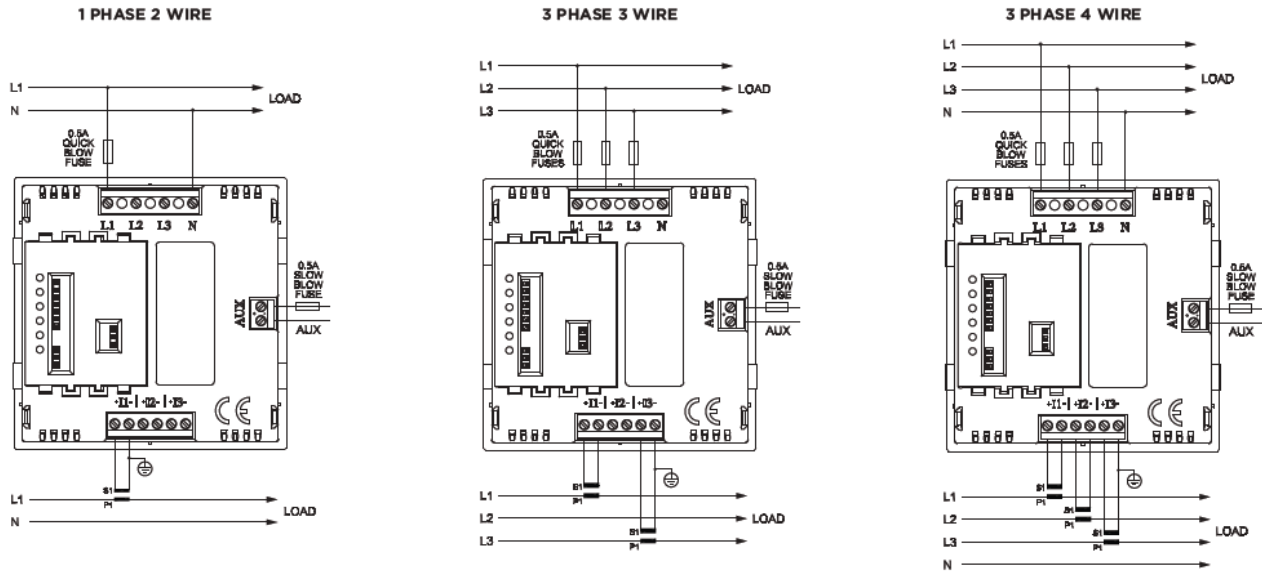 1 PHASE 2 WIRE
L1
N
LOAD
0.5A
QUICK
BLOW
FUSE
L1 L2 L3 N
0.5A
SLOW
BLOW
FUSE
AUX
AUX
+I1-| +I2-| +I3-
CE
S1
P1
L1
N
LOAD
3 PHASE 3 WIRE
L1
L2
L3
LOAD
0.5A
QUICK
BLOW
FUSES
L1 L2 L3 N
0.5A
SLOW
BLOW
FUSE
AUX
AUX
+I1-| +I2-| +I3-
CE
S1
P1
S1
P1
L1
L2
L3
LOAD
3 PHASE 4 WIRE
L1
L2
L3
N
LOAD
0.5A
QUICK
BLOW
FUSES
L1 L2 L3 N
0.5A
SLOW
BLOW
FUSE
AUX
AUX
+I1-| +I2-| +I3-
CE
S1
P1
S1
P1
S1
P1
L1
L2
L3
N
LOAD